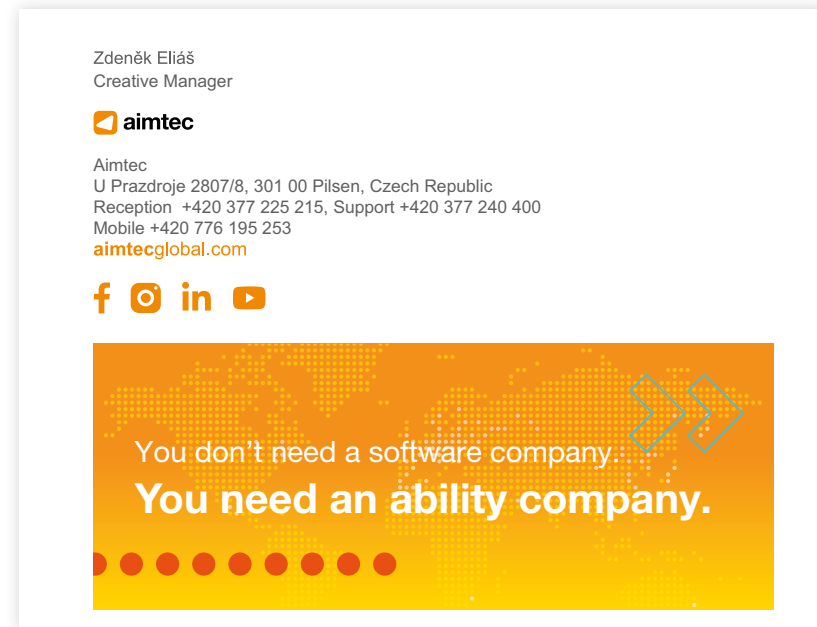 Zdeněk Eliáš
Creative Manager
aimtec
Aimtec
U Prazdroje 2807/8, 301 00 Pilsen, Czech Republic
Reception  +420 377 225 215, Support +420 377 240 400
Mobile +420 776 195 253
aimtecglobal.com
You don't need a software company.
You need an ability company.